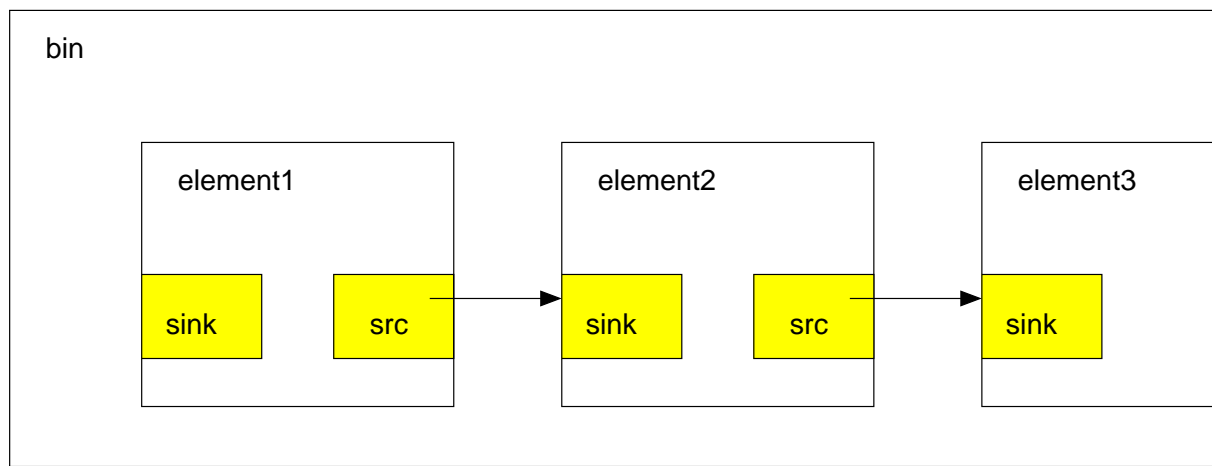 bin
element1
element2
element3
sink
src
sink
src
sink